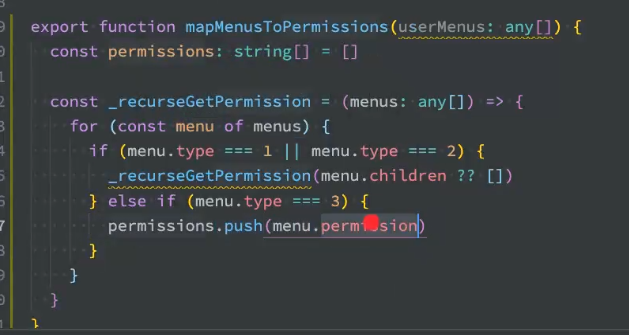 export function mapMenusToPermissions(userMenus: any[]) {
const permissions: string[] = []
const _recurseGetPermission = (menus: any[]) => {
for (const menu of menus) {
if (menu.type === 1 || menu.type === 2) {
_recurseGetPermission(menu.children ?? [])
} else if (menu.type === 3) {
permissions.push(menu.permission)
}
}
}
}